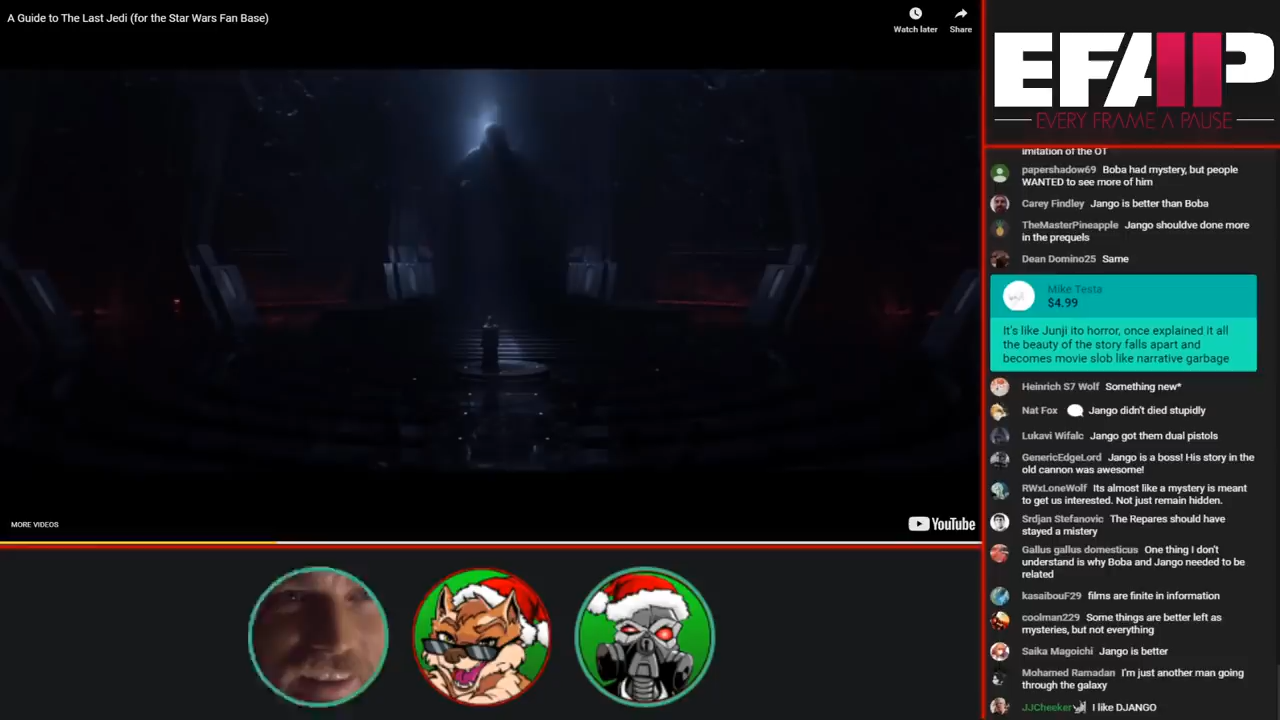 A Guide to The Last Jedi (for the Star Wars Fan Base)
Watch later
Share
MORE VIDEOS
YouTube
EFAP
EVERY FRAME A PAUSE
imitation of the OT
papershadow69 Boba had mystery, but people
WANTED to see more of him
Carey Findley Jango is better than Boba
TheMasterPineapple Jango shouldve done more
in the prequels
Dean Domino25 Same
Mike Testa
$4.99
It's like Junji ito horror, once explained it all
the beauty of the story falls apart and
becomes movie slob like narrative garbage
Heinrich S7 Wolf Something new*
Nat Fox Jango didn't died stupidly
Lukavi Wifalc Jango got them dual pistols
GenericEdgeLord Jango is a boss! His story in the
old cannon was awesome!
RWxLoneWolf Its almost like a mystery is meant
to get us interested. Not just remain hidden.
Srdjan Stefanovic The Repares should have
stayed a mistery
Gallus gallus domesticus One thing I don't
understand is why Boba and Jango needed to be
related
kasaibouF29 films are finite in information
coolman229 Some things are better left as
mysteries, but not everything
Saika Magoichi Jango is better
Mohamed Ramadan I'm just another man going
through the galaxy
JJCheeker I like DJANGO